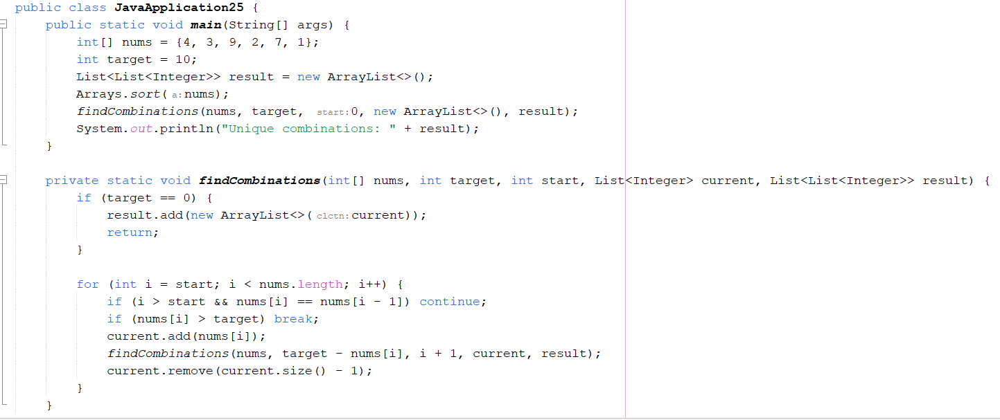 public class JavaApplication25 {
public static void main(String[] args) {
int[] nums = {4, 3, 9, 2, 7, 1};
int target = 10;
List<List<Integer>> result = new ArrayList<>();
Arrays.sort( a: nums);
findCombinations(nums, target, start: 0, new ArrayList<>(), result);
System.out.println("Unique combinations: " + result);
}
private static void findCombinations(int[] nums, int target, int start, List<Integer> current, List<List<Integer>> result) {
if (target == 0) {
result.add(new ArrayList<>( clctn: current));
return;
}
for (int i = start; i < nums.length; i++) {
if (i > start && nums[i] == nums[i - 1]) continue;
if (nums[i] > target) break;
current.add(nums[i]);
findCombinations(nums, target - nums[i], i + 1, current, result);
current.remove(current.size() - 1);
}
}